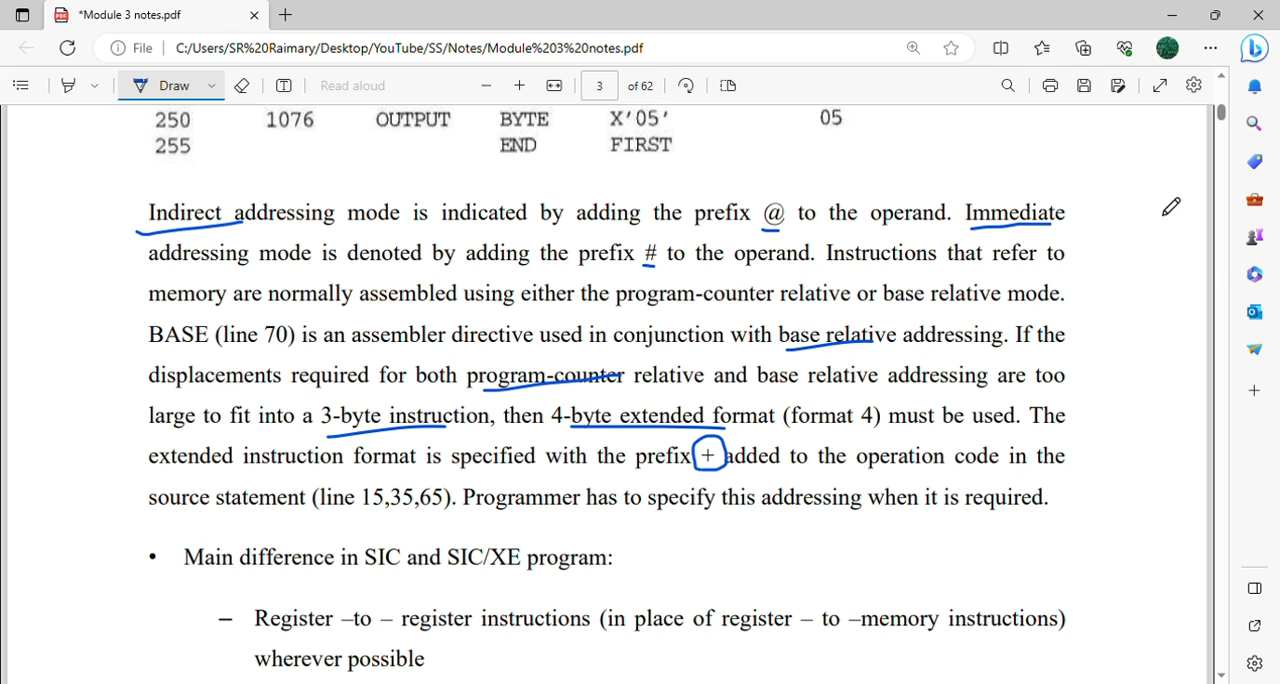 *Module 3 notes.pdf
File C:/Users/SR%20Raimary/Desktop/YouTube/SS/Notes/Module%203%20notes.pdf
Draw Read aloud 3 of 62
250 1076 OUTPUT BYTE X'05' 05
255 END FIRST
Indirect addressing mode is indicated by adding the prefix @ to the operand. Immediate
addressing mode is denoted by adding the prefix # to the operand. Instructions that refer to
memory are normally assembled using either the program-counter relative or base relative mode.
BASE (line 70) is an assembler directive used in conjunction with base relative addressing. If the
displacements required for both program-counter relative and base relative addressing are too
large to fit into a 3-byte instruction, then 4-byte extended format (format 4) must be used. The
extended instruction format is specified with the prefix + added to the operation code in the
source statement (line 15,35,65). Programmer has to specify this addressing when it is required.
• Main difference in SIC and SIC/XE program:
– Register –to – register instructions (in place of register – to –memory instructions)
wherever possible